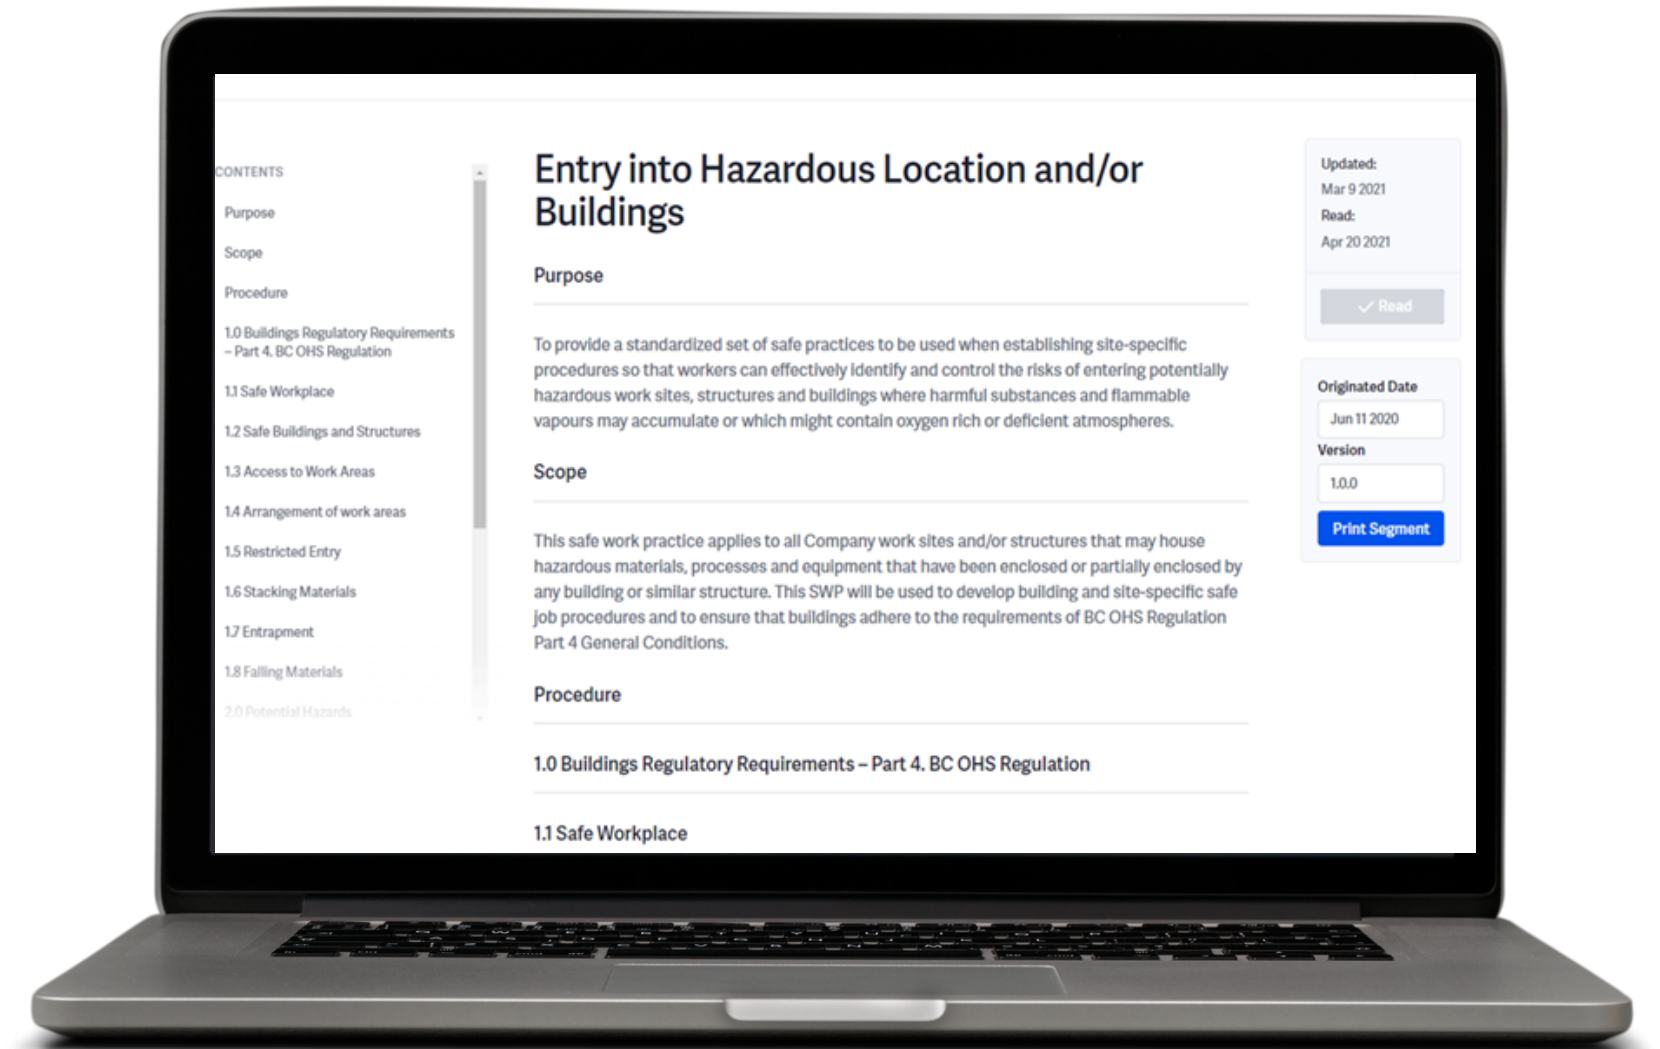 CONTENTS
Purpose
Scope
Procedure
1.0 Buildings Regulatory Requirements
– Part 4. BC OHS Regulation
1.1 Safe Workplace
1.2 Safe Buildings and Structures
1.3 Access to Work Areas
1.4 Arrangement of work areas
1.5 Restricted Entry
1.6 Stacking Materials
1.7 Entrapment
1.8 Falling Materials
2.0 Potential Hazards
Entry into Hazardous Location and/or
Buildings
Purpose
To provide a standardized set of safe practices to be used when establishing site-specific
procedures so that workers can effectively identify and control the risks of entering potentially
hazardous work sites, structures and buildings where harmful substances and flammable
vapours may accumulate or which might contain oxygen rich or deficient atmospheres.
Scope
This safe work practice applies to all Company work sites and/or structures that may house
hazardous materials, processes and equipment that have been enclosed or partially enclosed by
any building or similar structure. This SWP will be used to develop building and site-specific safe
job procedures and to ensure that buildings adhere to the requirements of BC OHS Regulation
Part 4 General Conditions.
Procedure
1.0 Buildings Regulatory Requirements – Part 4. BC OHS Regulation
1.1 Safe Workplace
Updated:
Mar 9 2021
Read:
Apr 20 2021
✓ Read
Originated Date
Jun 11 2020
Version
1.0.0
Print Segment